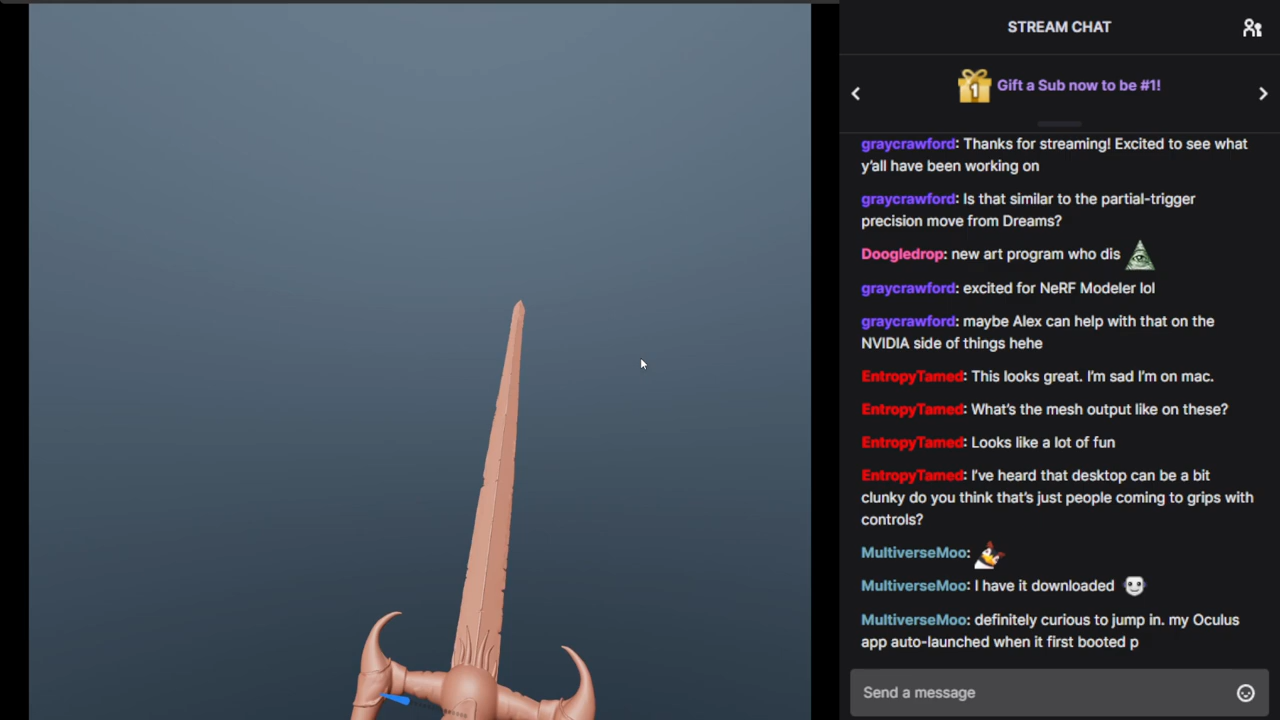 STREAM CHAT
1 Gift a Sub now to be #1!
graycrawford: Thanks for streaming! Excited to see what
y'all have been working on
graycrawford: Is that similar to the partial-trigger
precision move from Dreams?
Doogledrop: new art program who dis
graycrawford: excited for NeRF Modeler lol
graycrawford: maybe Alex can help with that on the
NVIDIA side of things hehe
EntropyTamed: This looks great. I'm sad I'm on mac.
EntropyTamed: What's the mesh output like on these?
EntropyTamed: Looks like a lot of fun
EntropyTamed: I've heard that desktop can be a bit
clunky do you think that's just people coming to grips with
controls?
MultiverseMoo:
MultiverseMoo: I have it downloaded
MultiverseMoo: definitely curious to jump in. my Oculus
app auto-launched when it first booted p
Send a message